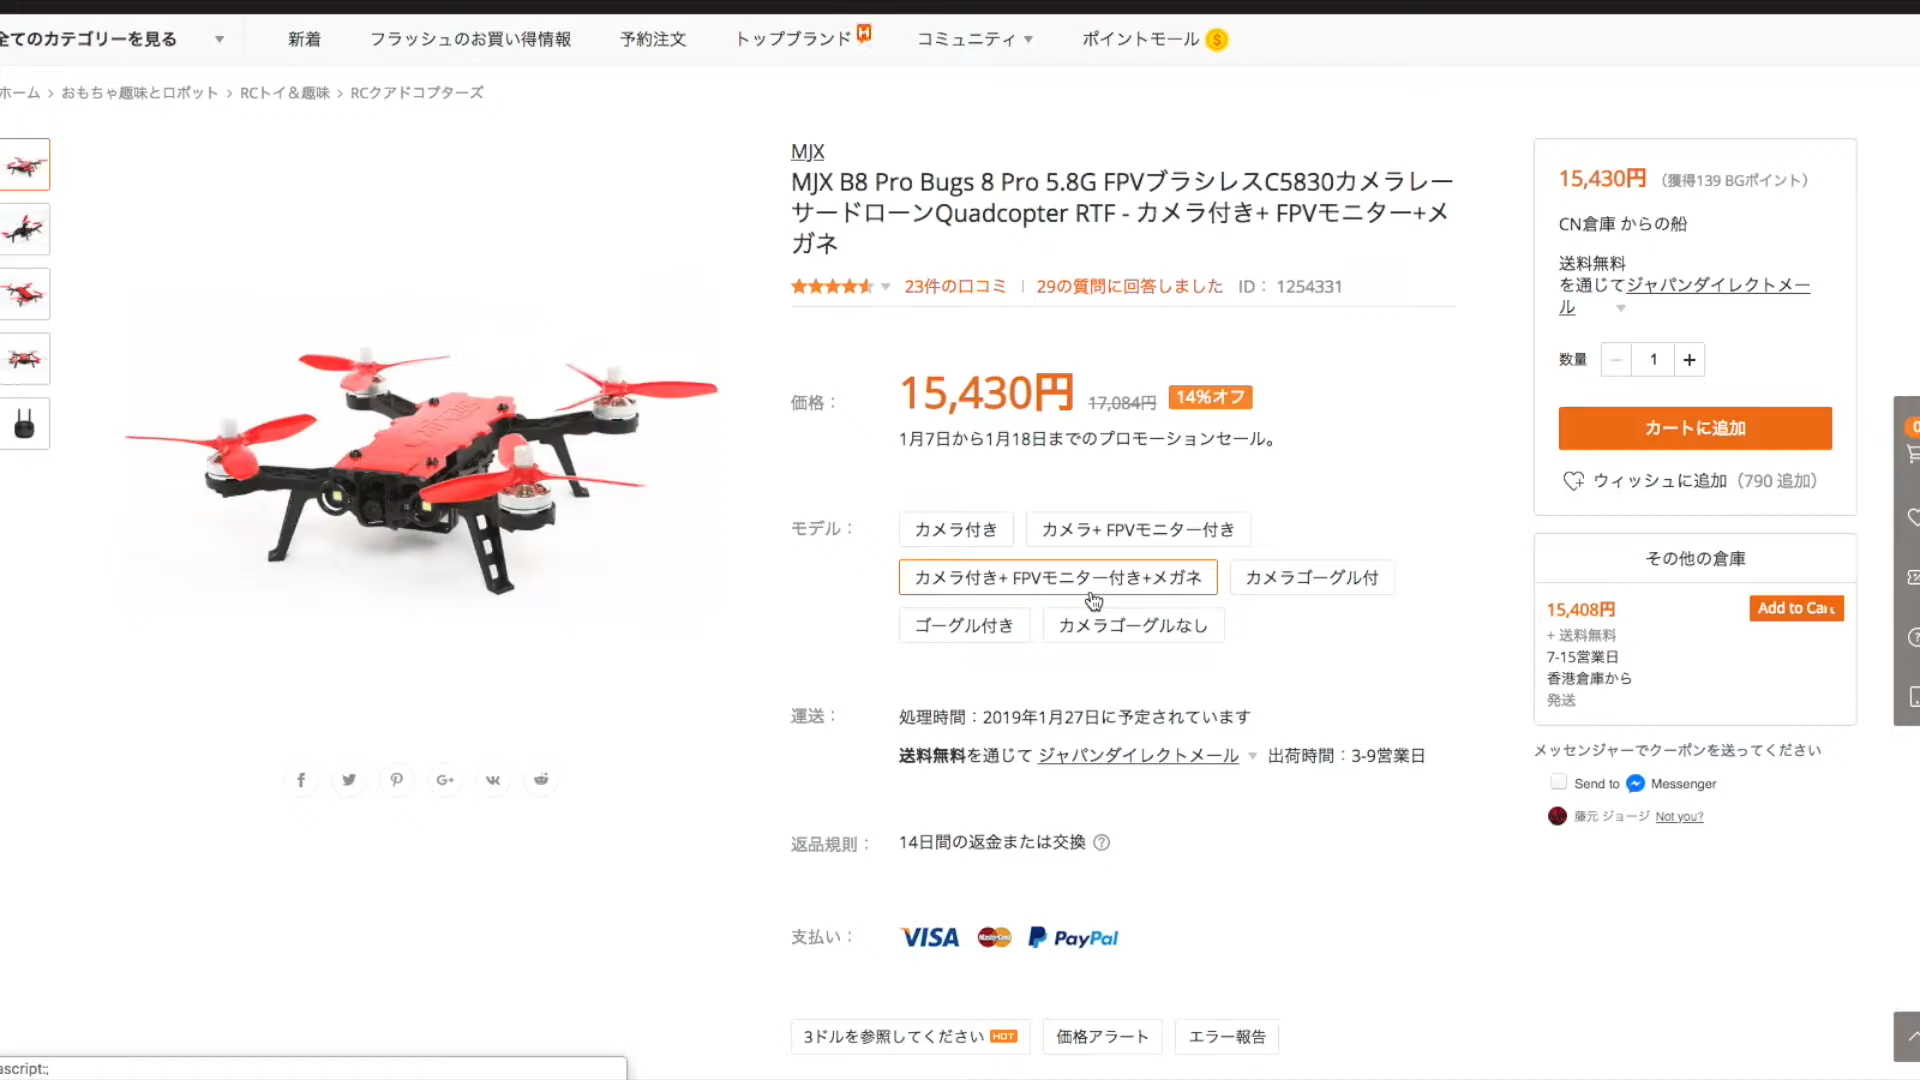 全てのカテゴリーを見る
新着
フラッシュのお買い得情報
予約注文
トップブランド
H
コミュニティ
ポイントモール
$
ホーム > おもちゃ趣味とロボット > RCトイ＆趣味 > RCクアドコプターズ
MJX
MJX B8 Pro Bugs 8 Pro 5.8G FPVブラシレスC5830カメラレー
サードローンQuadcopter RTF - カメラ付き+ FPVモニター+メ
ガネ
23件の口コミ | 29の質問に回答しました ID： 1254331
価格： 15,430円 17,084円 14%オフ
1月7日から1月18日までのプロモーションセール。
モデル： カメラ付き カメラ+ FPVモニター付き
カメラ付き+ FPVモニター付き+メガネ カメラゴーグル付
ゴーグル付き カメラゴーグルなし
運送： 処理時間：2019年1月27日に予定されています
送料無料を通じて ジャパンダイレクトメール 出荷時間：3-9営業日
返品規則： 14日間の返金または交換 ?
支払い： VISA MasterCard PayPal
3ドルを参照してください HOT 価格アラート エラー報告
15,430円 （獲得139 BGポイント）
CN倉庫 からの船
送料無料
を通じてジャパンダイレクトメー
ル
数量 − 1 +
カートに追加
ウィッシュに追加（790 追加）
その他の倉庫
15,408円 Add to Cart
+ 送料無料
7-15営業日
香港倉庫から
発送
メッセンジャーでクーポンを送ってください
Send to Messenger
藤元 ジョージ Not you?
0
ascript:;